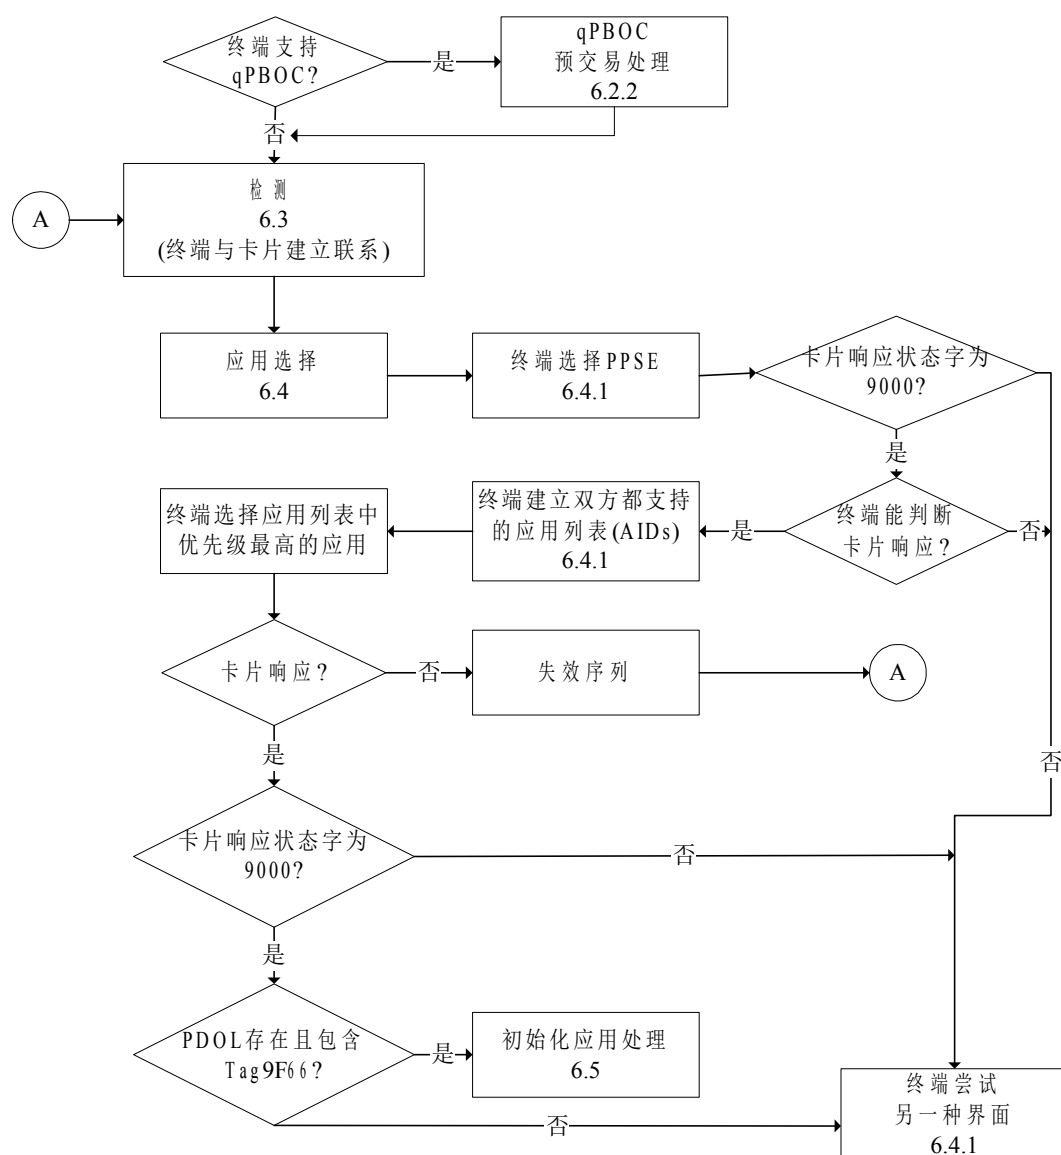 终端支持
qPBOC?
是
qPBOC
预交易处理
6.2.2
否
A
检测
6.3
(终端与卡片建立联系)
应用选择
6.4
终端选择PPSE
6.4.1
卡片响应状态字为
9000?
是
终端选择应用列表中
优先级最高的应用
终端建立双方都支持
的应用列表(AIDs)
6.4.1
是
终端能判断
卡片响应?
否
卡片响应?
否
失效序列
A
是
否
卡片响应状态字为
9000?
否
是
PDOL存在且包含
Tag9F66?
是
初始化应用处理
6.5
否
终端尝试
另一种界面
6.4.1